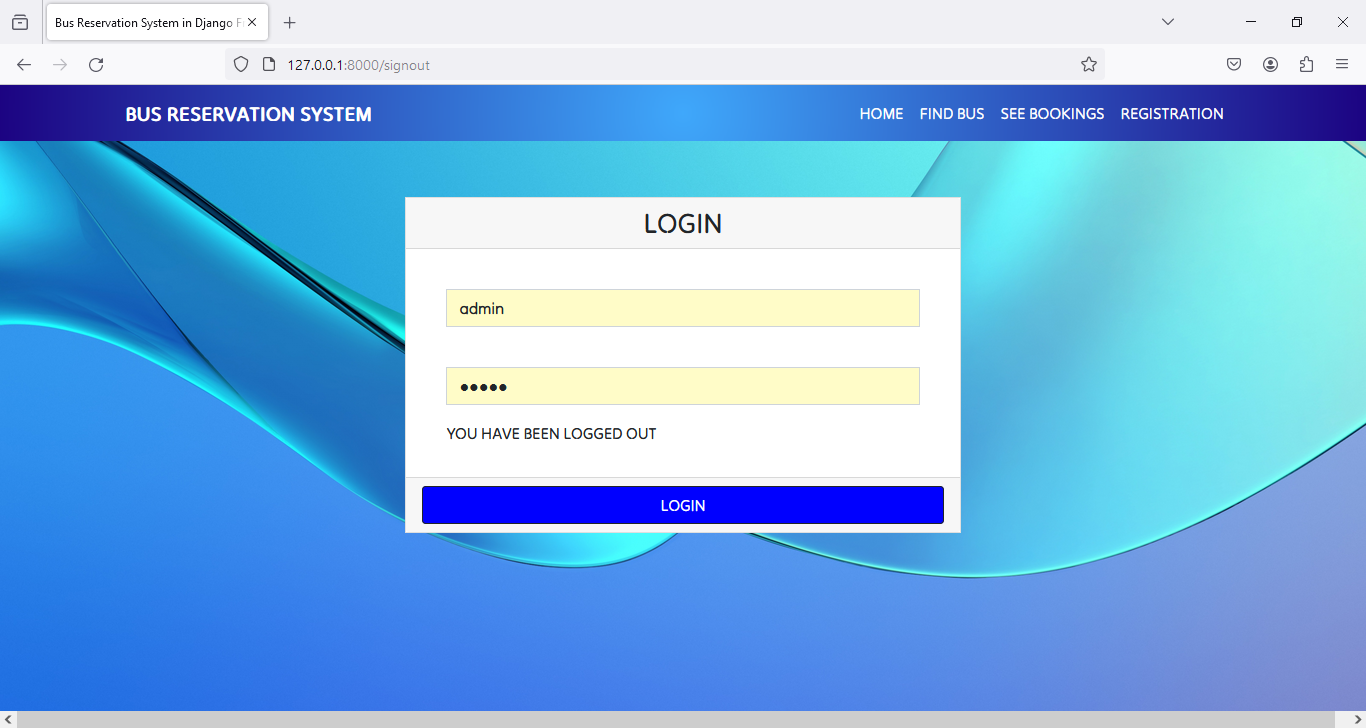 Bus Reservation System in Django
127.0.0.1:8000/signout
BUS RESERVATION SYSTEM
HOME FIND BUS SEE BOOKINGS REGISTRATION
LOGIN
admin
●●●●●
YOU HAVE BEEN LOGGED OUT
LOGIN